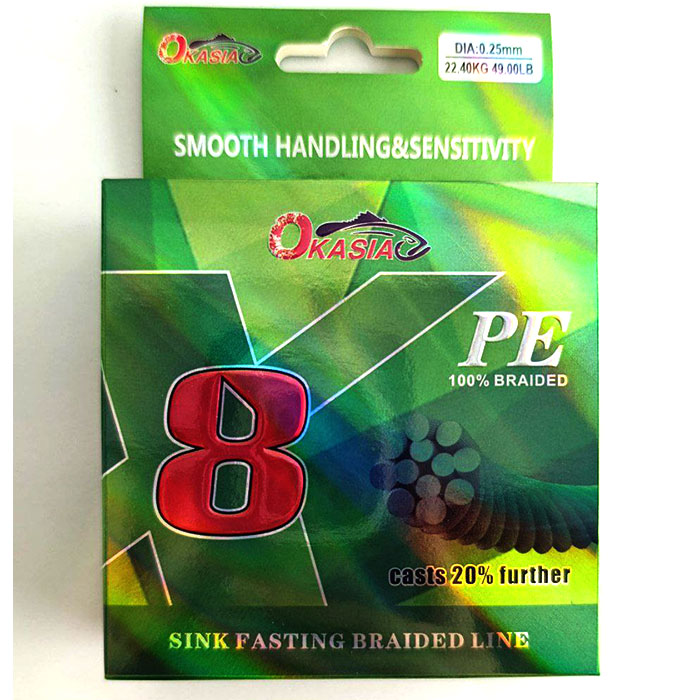 OKASIA
DIA:0.25mm
22.40KG 49.00LB
SMOOTH HANDLING&SENSITIVITY
OKASIA
X
8
PE
100% BRAIDED
casts 20% further
SINK FASTING BRAIDED LINE